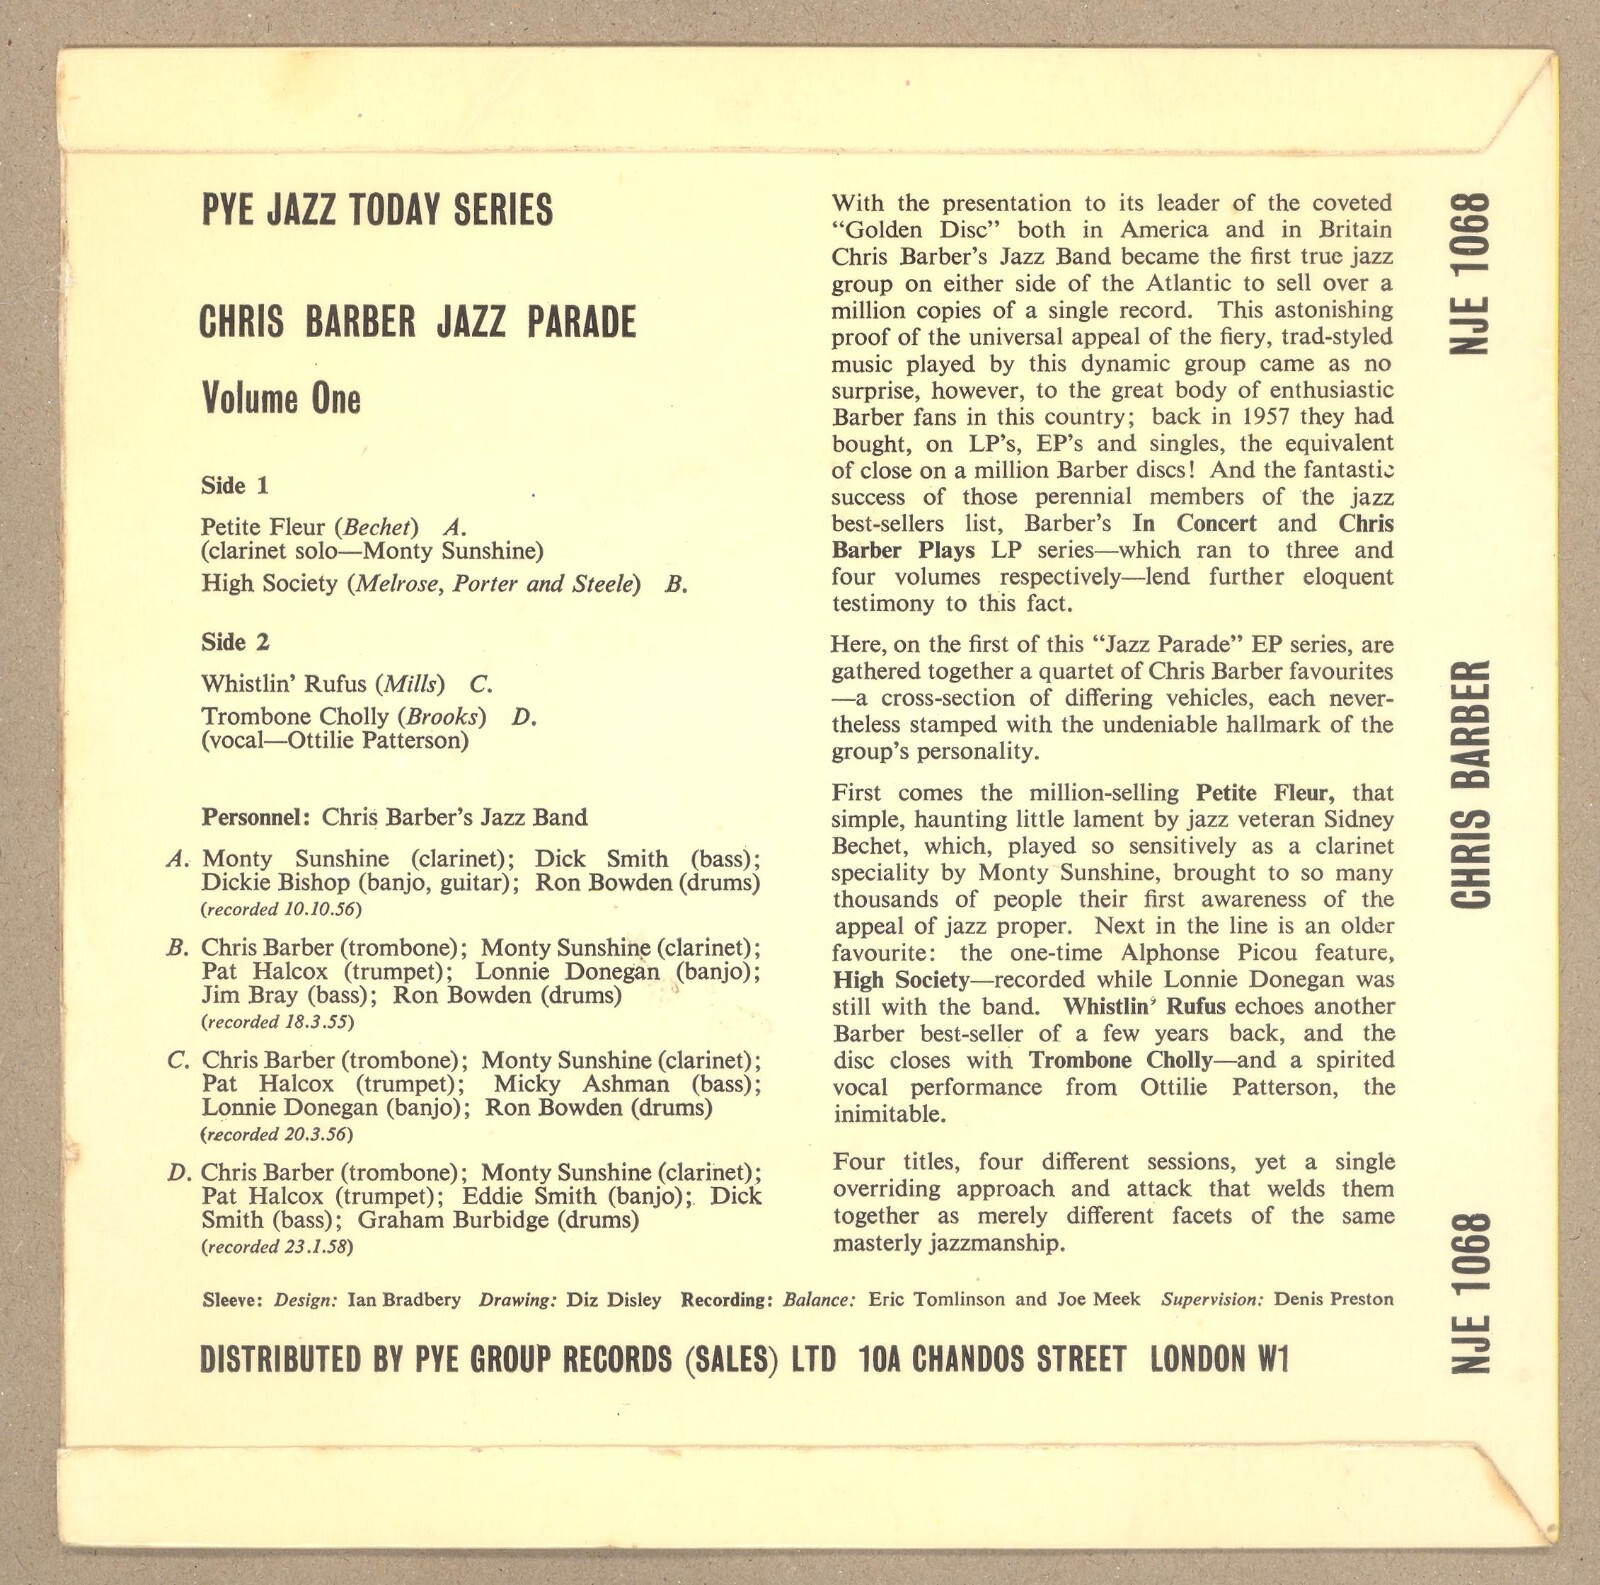 PYE JAZZ TODAY SERIES
CHRIS BARBER JAZZ PARADE
Volume One
Side 1
Petite Fleur (Bechet) A.
(clarinet solo—Monty Sunshine)
High Society (Melrose, Porter and Steele) B.
Side 2
Whistlin' Rufus (Mills) C.
Trombone Cholly (Brooks) D.
(vocal—Ottilie Patterson)
Personnel: Chris Barber's Jazz Band
A. Monty Sunshine (clarinet); Dick Smith (bass);
Dickie Bishop (banjo, guitar); Ron Bowden (drums)
(recorded 10.10.56)
B. Chris Barber (trombone); Monty Sunshine (clarinet);
Pat Halcox (trumpet); Lonnie Donegan (banjo);
Jim Bray (bass); Ron Bowden (drums)
(recorded 18.3.55)
C. Chris Barber (trombone); Monty Sunshine (clarinet);
Pat Halcox (trumpet); Micky Ashman (bass);
Lonnie Donegan (banjo); Ron Bowden (drums)
(recorded 20.3.56)
D. Chris Barber (trombone); Monty Sunshine (clarinet);
Pat Halcox (trumpet); Eddie Smith (banjo); Dick
Smith (bass); Graham Burbidge (drums)
(recorded 23.1.58)
With the presentation to its leader of the coveted
“Golden Disc” both in America and in Britain
Chris Barber's Jazz Band became the first true jazz
group on either side of the Atlantic to sell over a
million copies of a single record. This astonishing
proof of the universal appeal of the fiery, trad-styled
music played by this dynamic group came as no
surprise, however, to the great body of enthusiastic
Barber fans in this country; back in 1957 they had
bought, on LP's, EP's and singles, the equivalent
of close on a million Barber discs! And the fantastic
success of those perennial members of the jazz
best-sellers list, Barber's In Concert and Chris
Barber Plays LP series—which ran to three and
four volumes respectively—lend further eloquent
testimony to this fact.
Here, on the first of this “Jazz Parade” EP series, are
gathered together a quartet of Chris Barber favourites
—a cross-section of differing vehicles, each never-
theless stamped with the undeniable hallmark of the
group's personality.
First comes the million-selling Petite Fleur, that
simple, haunting little lament by jazz veteran Sidney
Bechet, which, played so sensitively as a clarinet
speciality by Monty Sunshine, brought to so many
thousands of people their first awareness of the
appeal of jazz proper. Next in the line is an older
favourite: the one-time Alphonse Picou feature,
High Society—recorded while Lonnie Donegan was
still with the band. Whistlin' Rufus echoes another
Barber best-seller of a few years back, and the
disc closes with Trombone Cholly—and a spirited
vocal performance from Ottilie Patterson, the
inimitable.
Four titles, four different sessions, yet a single
overriding approach and attack that welds them
together as merely different facets of the same
masterly jazzmanship.
Sleeve: Design: Ian Bradbery Drawing: Diz Disley Recording: Balance: Eric Tomlinson and Joe Meek Supervision: Denis Preston
DISTRIBUTED BY PYE GROUP RECORDS (SALES) LTD 10A CHANDOS STREET LONDON W1
NJE 1068
CHRIS BARBER
NJE 1068